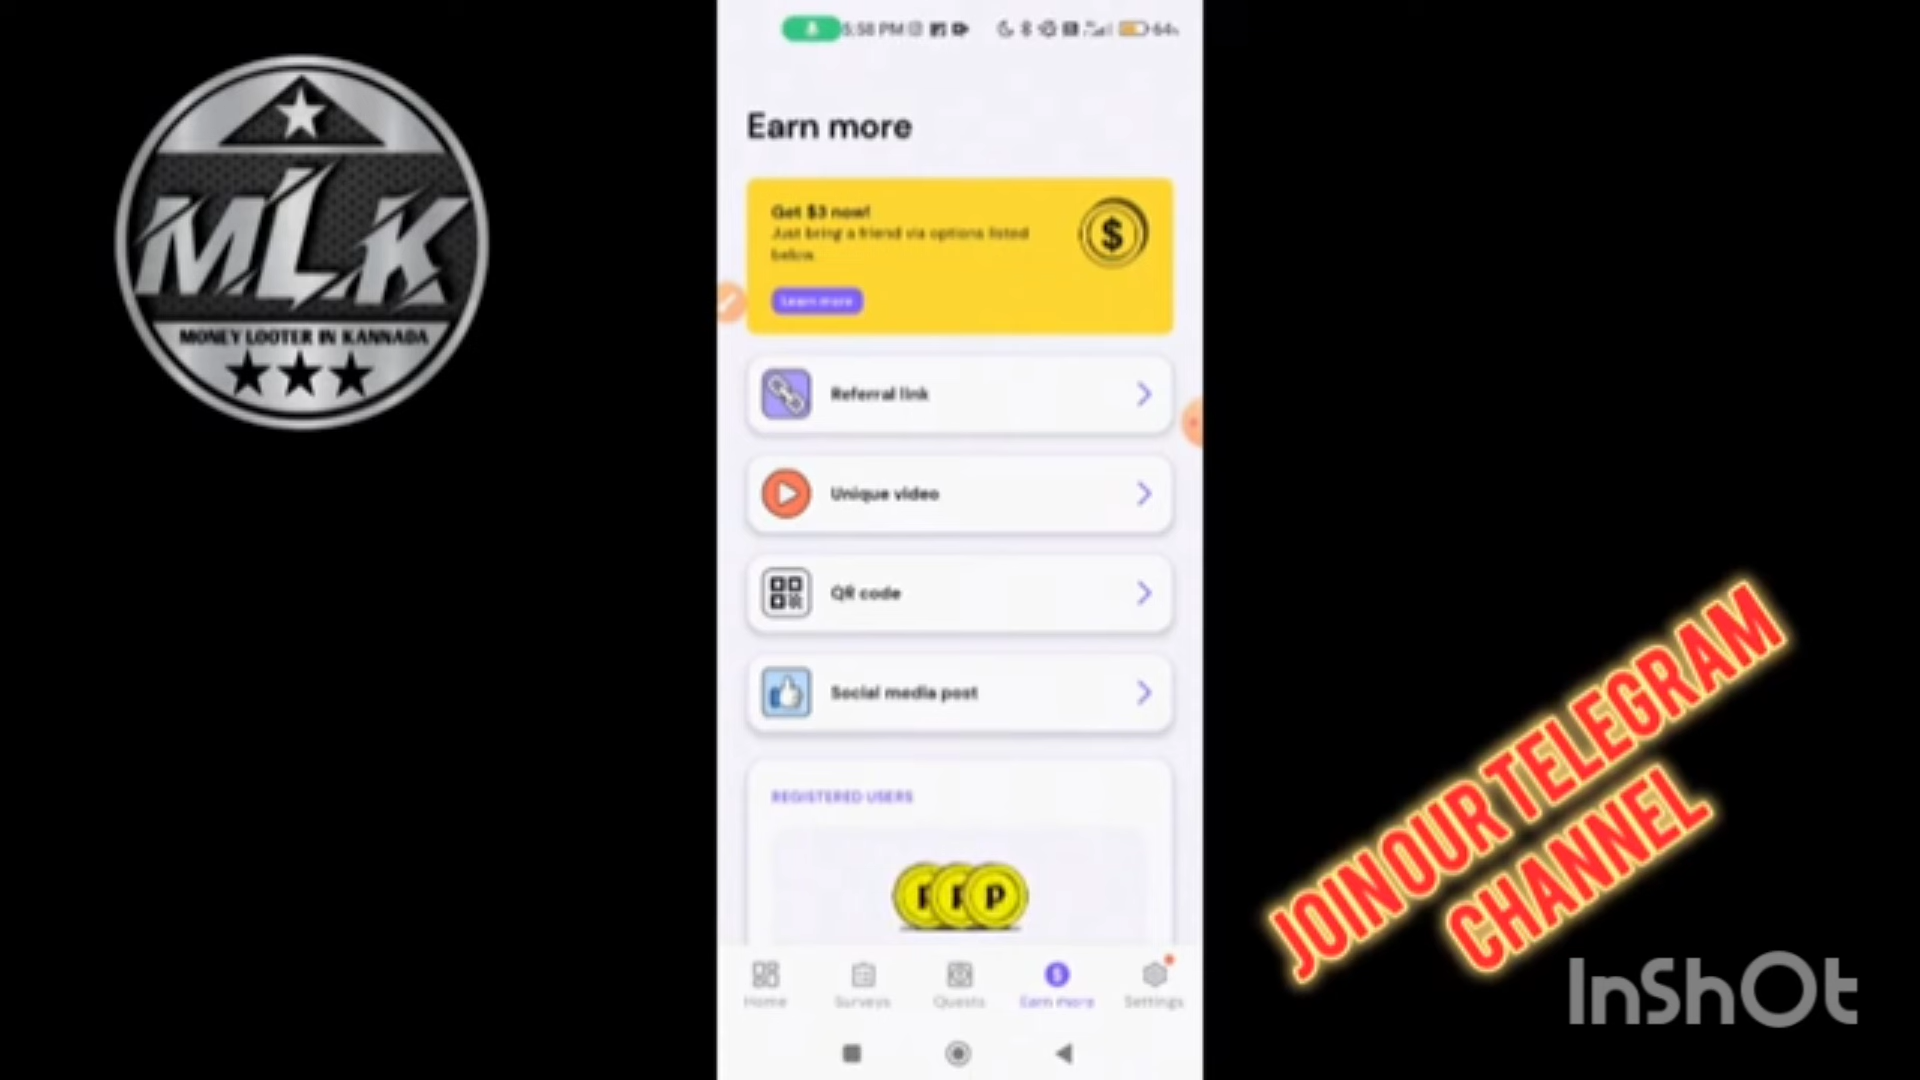 5:58 PM
64%
Earn more
Get $3 now!
Just bring a friend via options listed
below.
Learn more
Referral link
Unique video
QR code
Social media post
REGISTERED USERS
P P P
Home
Surveys
Quests
Earn more
Settings
MLK
MONEY LOOTER IN KANNADA
JOIN OUR TELEGRAM
CHANNEL
InShOt